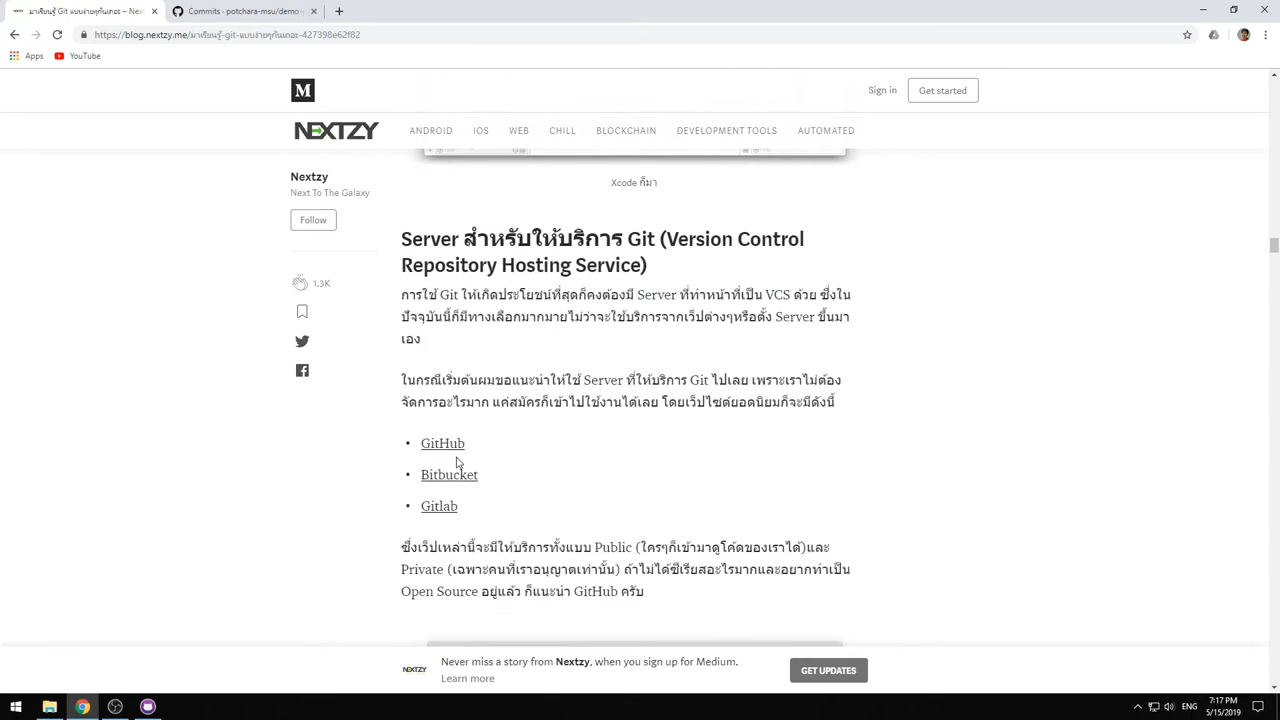 มาเรียนรู้ Git แบบง่ายๆกันเถอะ - N
Commits · potchara-msu/demo
https://blog.nextzy.me/มาเรียนรู้-git-แบบง่ายๆกันเถอะ-427398e62f82
Apps
YouTube
M
Sign in
Get started
NEXTZY
ANDROID
IOS
WEB
CHILL
BLOCKCHAIN
DEVELOPMENT TOOLS
AUTOMATED
Nextzy
Next To The Galaxy
Follow
1.3K
Xcode ก็มา
Server สำหรับให้บริการ Git (Version Control
Repository Hosting Service)
การใช้ Git ให้เกิดประโยชน์ที่สุดก็คงต้องมี Server ที่ทำหน้าที่เป็น VCS ด้วย ซึ่งใน
ปัจจุบันนี้ก็มีทางเลือกมากมายไม่ว่าจะใช้บริการจากเว็ปต่างๆหรือตั้ง Server ขึ้นมา
เอง
ในกรณีเริ่มต้นผมขอแนะนำให้ใช้ Server ที่ให้บริการ Git ไปเลย เพราะเราไม่ต้อง
จัดการอะไรมาก แค่สมัครก็เข้าไปใช้งานได้เลย โดยเว็ปไซต์ยอดนิยมก็จะมีดังนี้
• GitHub
• Bitbucket
• Gitlab
ซึ่งเว็ปเหล่านี้จะมีให้บริการทั้งแบบ Public (ใครๆก็เข้ามาดูโค้ดของเราได้)และ
Private (เฉพาะคนที่เราอนุญาตเท่านั้น) ถ้าไม่ได้ซีเรียสอะไรมากและอยากทำเป็น
Open Source อยู่แล้ว ก็แนะนำ GitHub ครับ
NEXTZY
Never miss a story from Nextzy, when you sign up for Medium.
Learn more
GET UPDATES
ENG
7:17 PM
5/15/2019